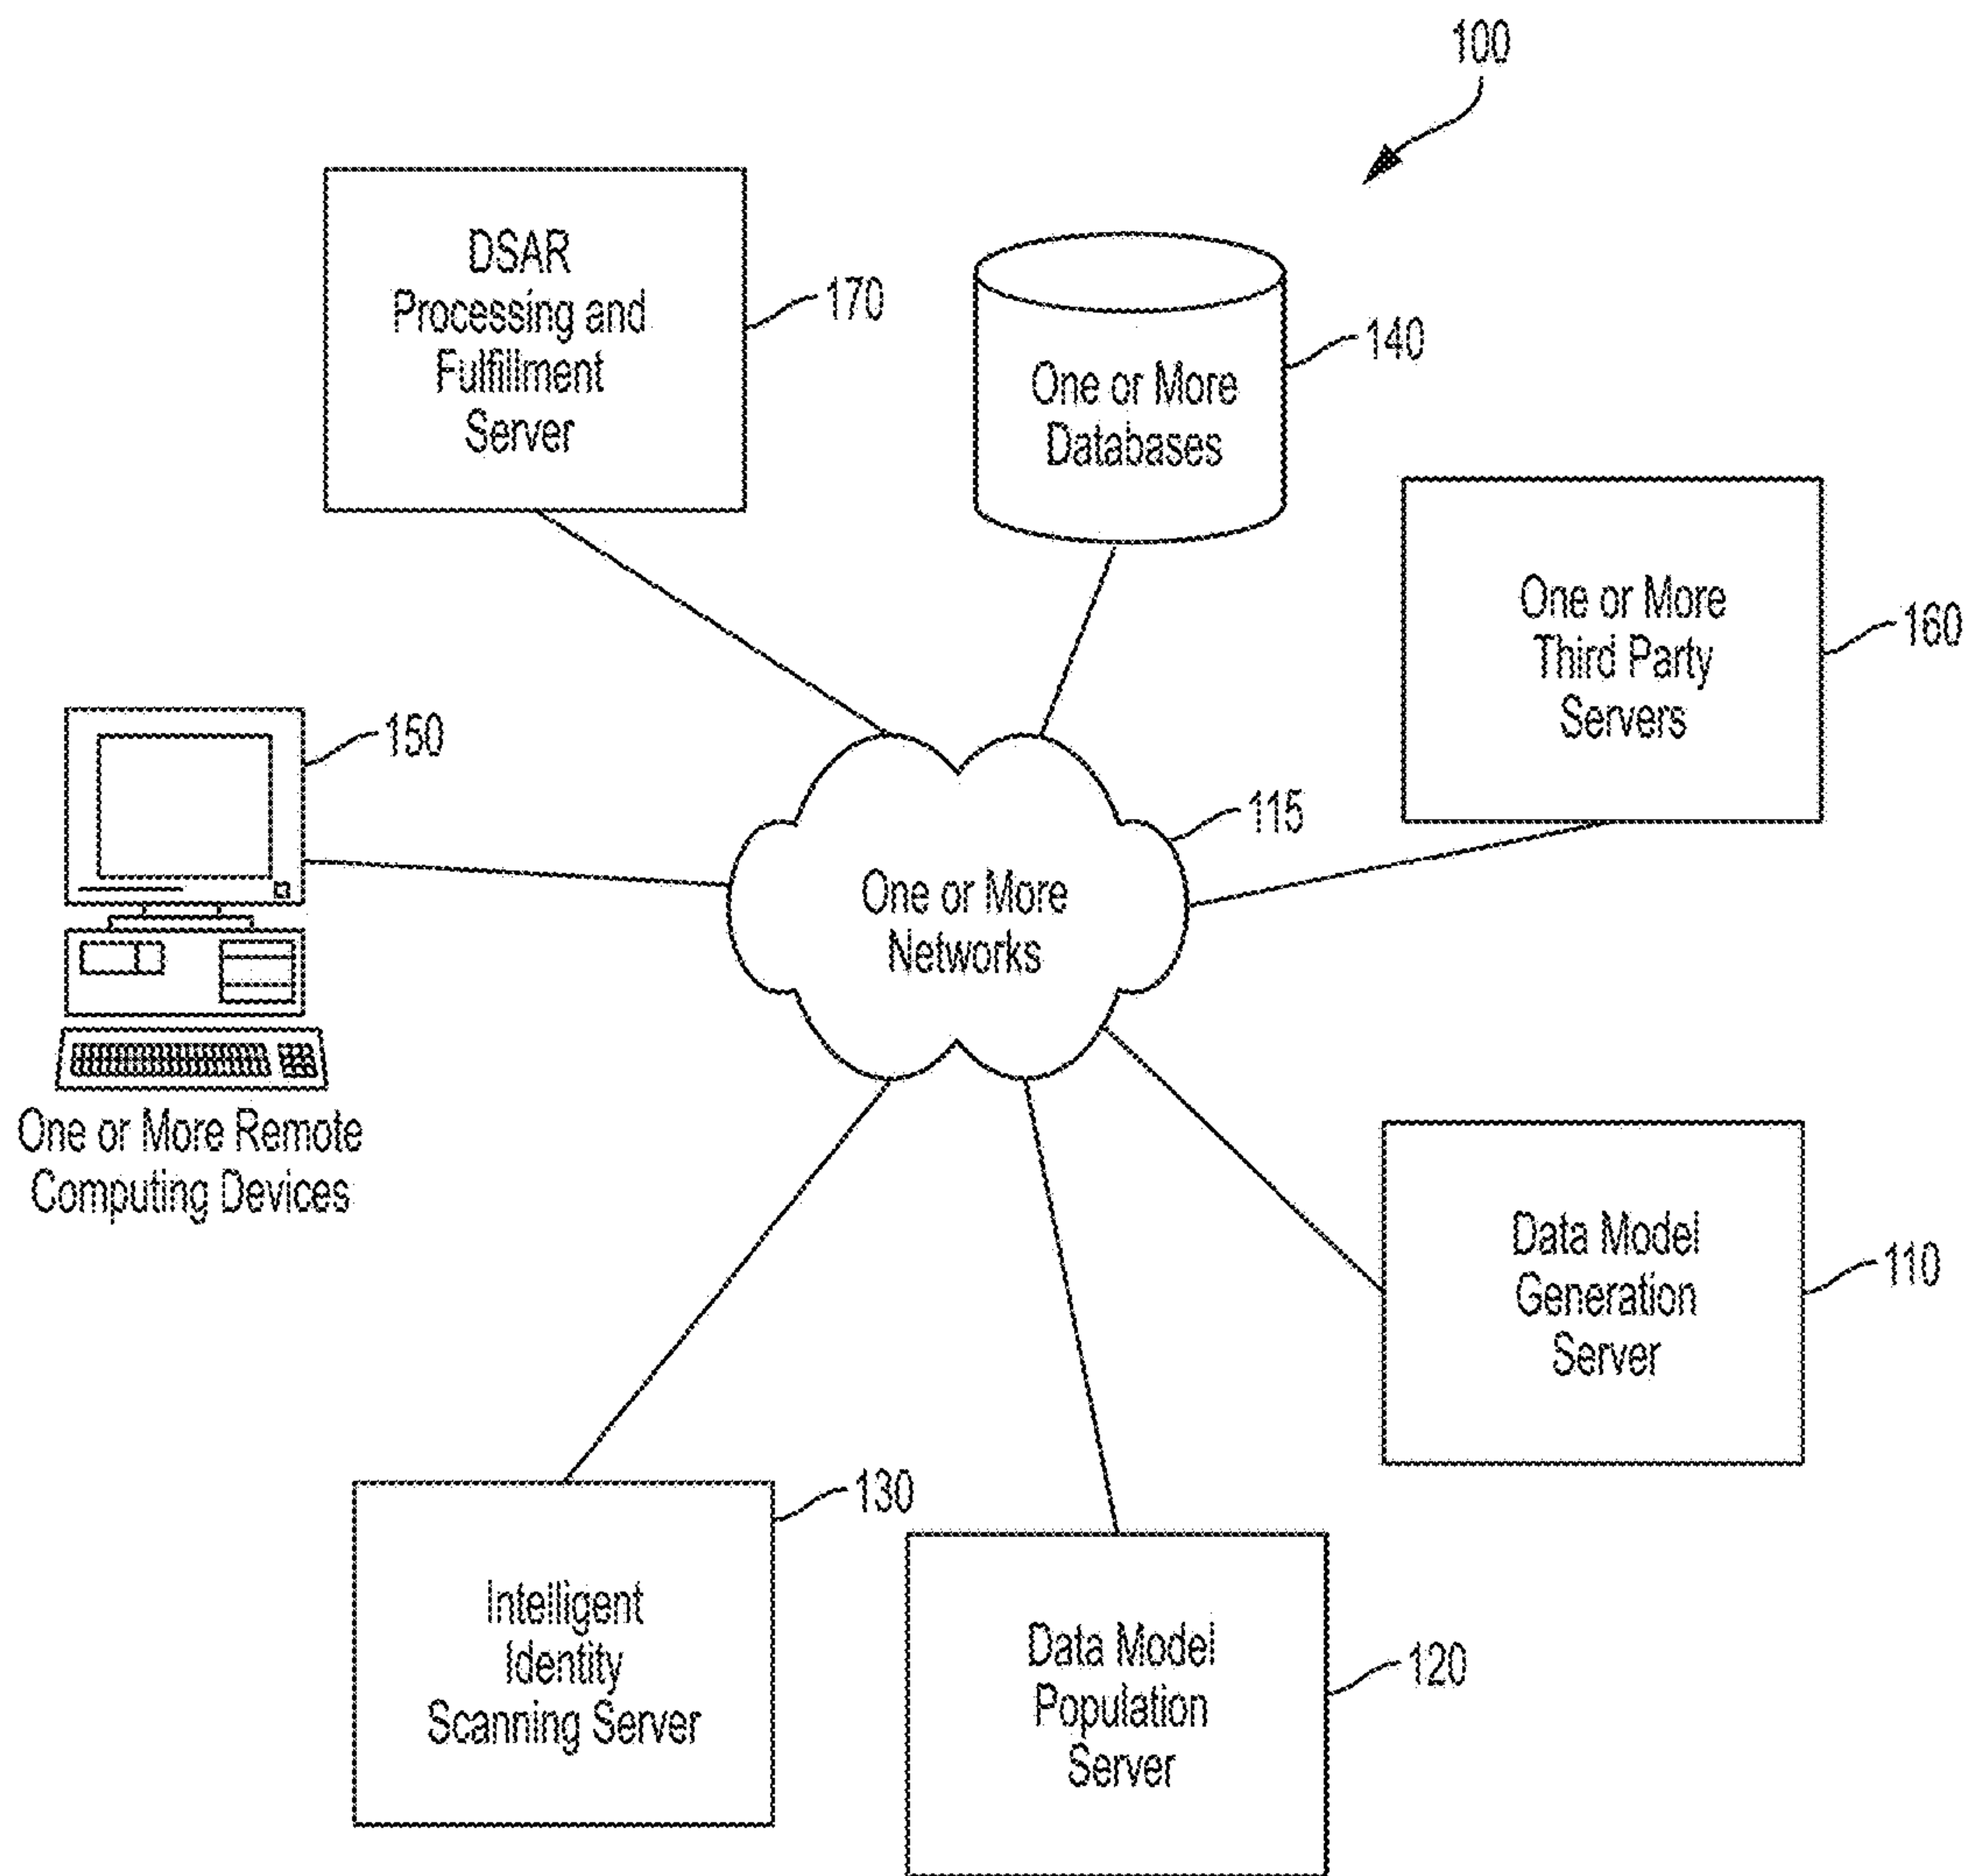 100
DSAR
Processing and
Fulfillment
Server
170
One or More
Databases
140
One or More
Third Party
Servers
160
150
One or More Remote
Computing Devices
115
One or More
Networks
Data Model
Generation
Server
110
Intelligent
Identity
Scanning Server
130
Data Model
Population
Server
120